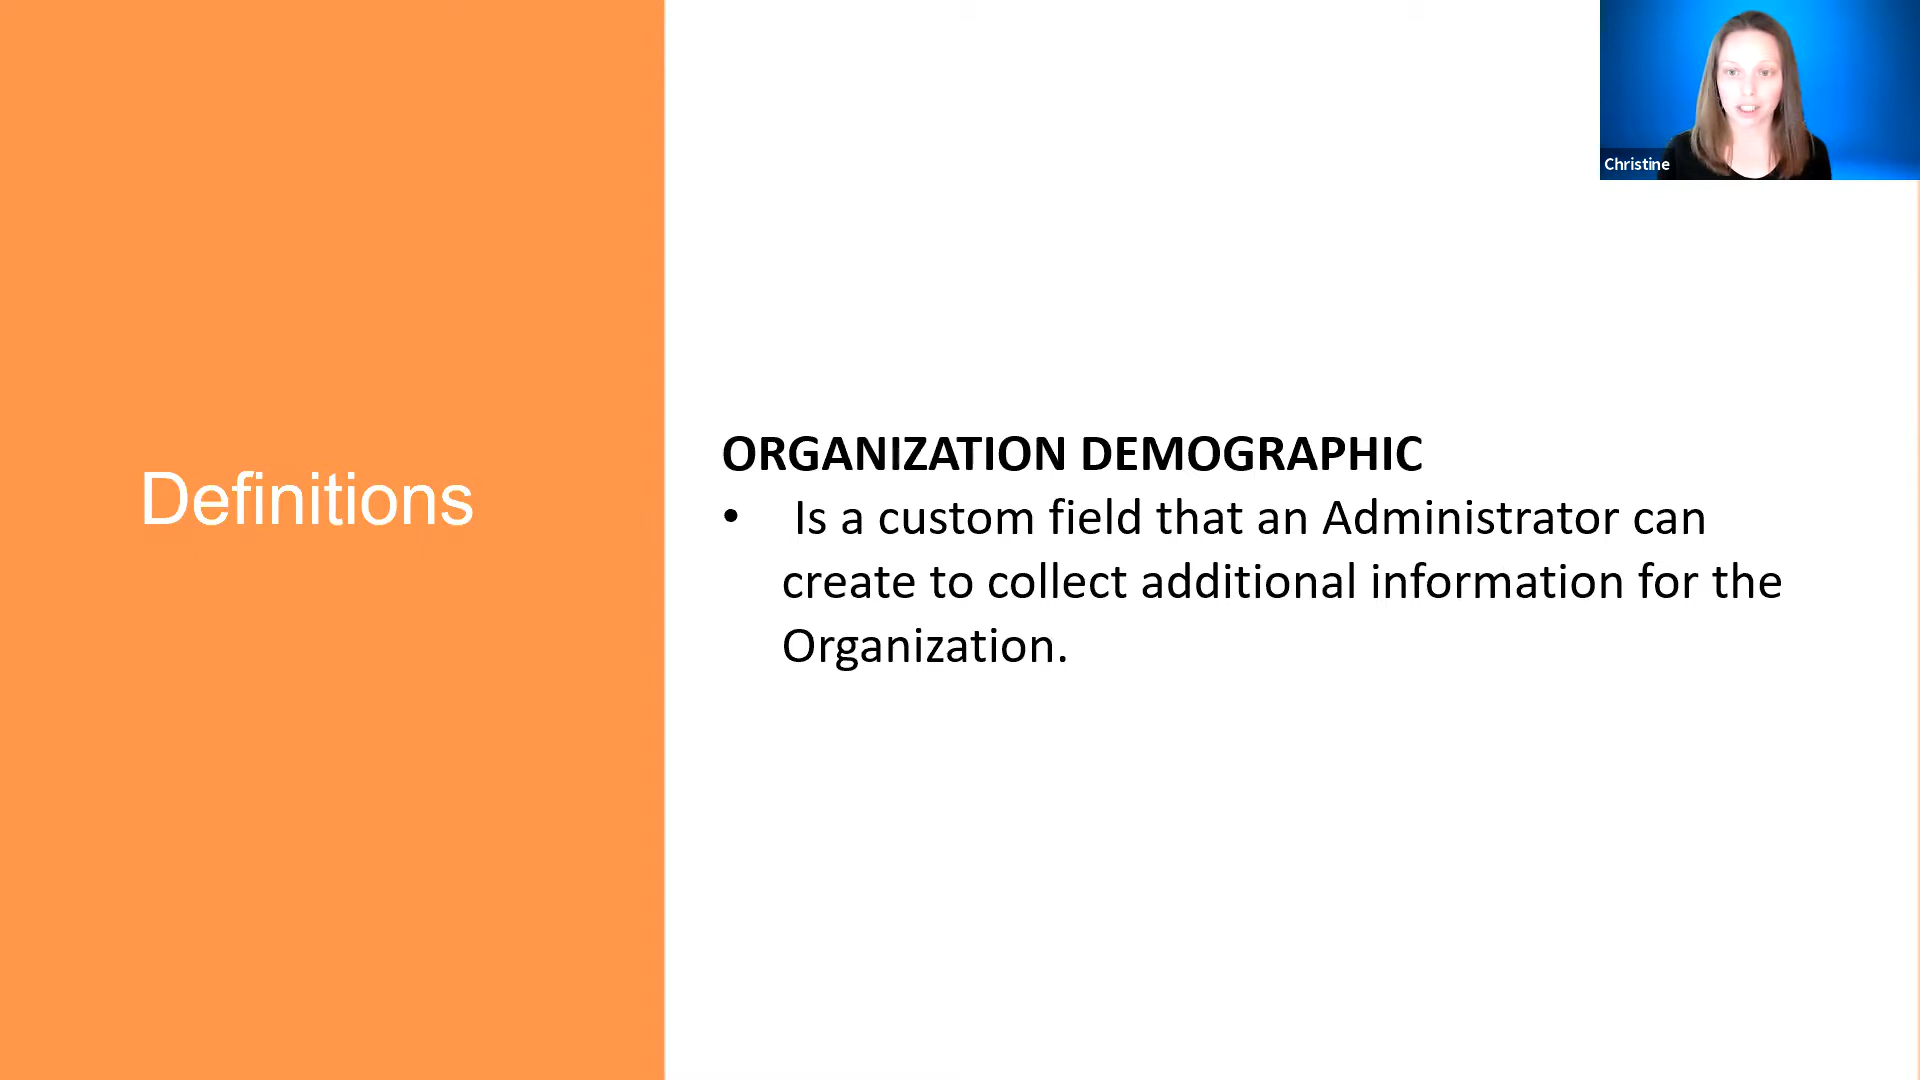 Christine
Definitions
ORGANIZATION DEMOGRAPHIC
• Is a custom field that an Administrator can
create to collect additional information for the
Organization.